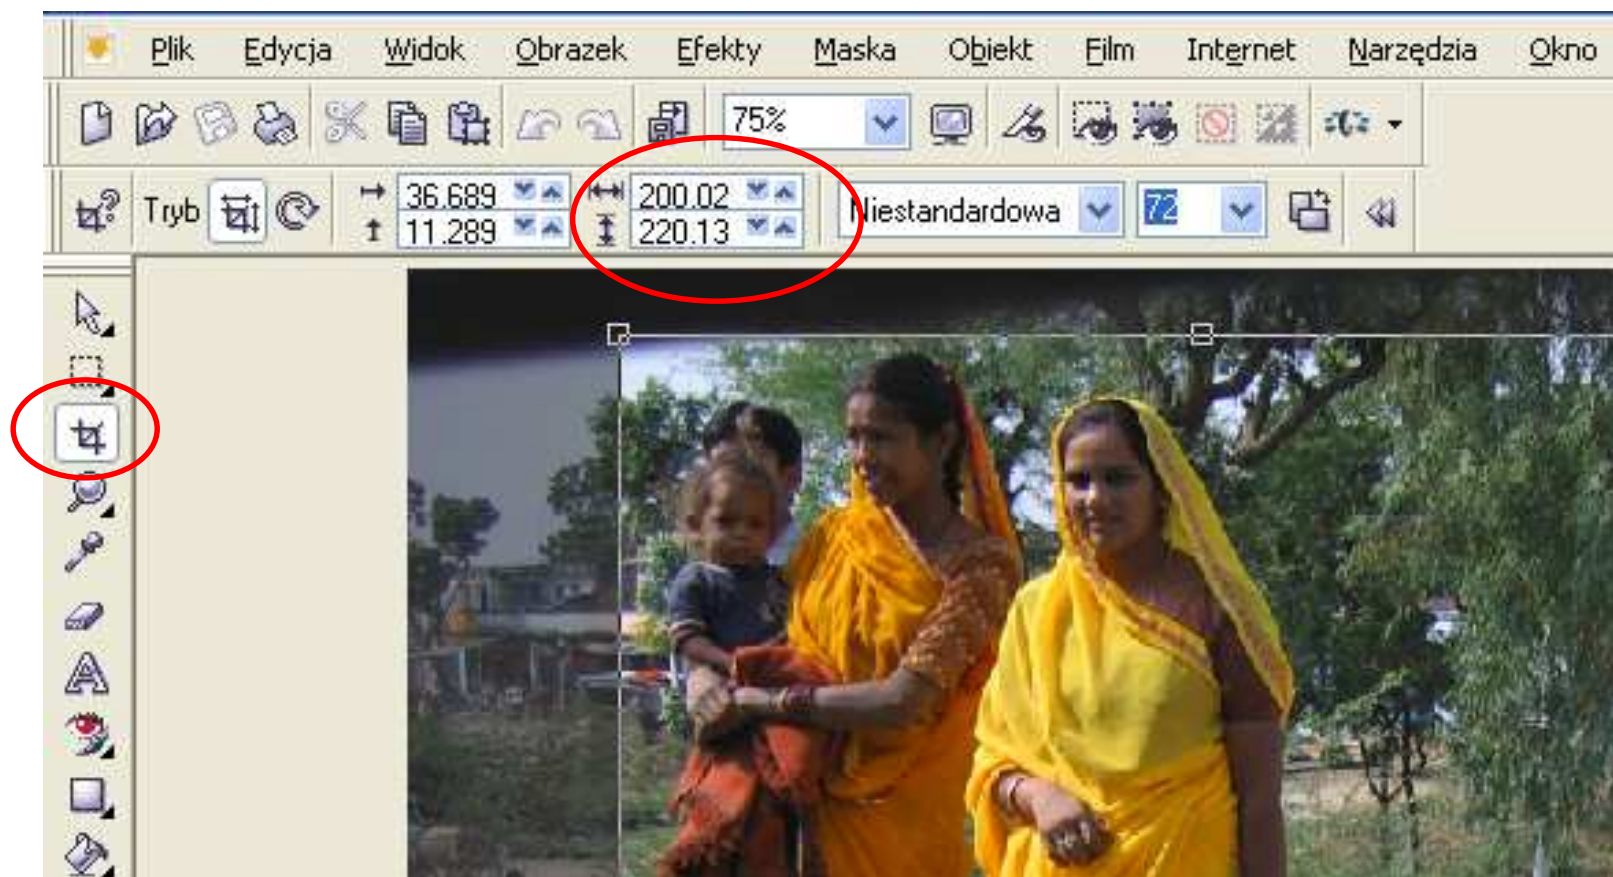 Plik Edycja Widok Obrazek Efekty Maska Obiekt Film Internet Narzędzia Okno
75%
Tryb 36.689 200.02 Niestandardowa 72
11.289 220.13